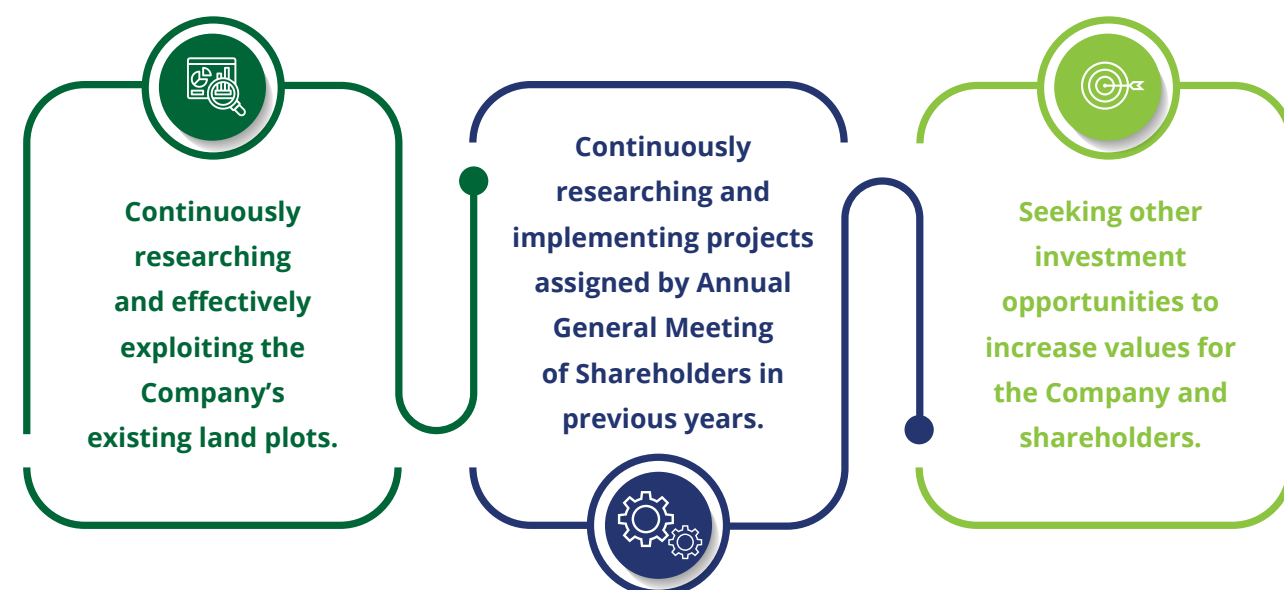 Continuously
researching
and effectively
exploiting the
Company’s
existing land plots.
Continuously
researching and
implementing projects
assigned by Annual
General Meeting
of Shareholders in
previous years.
Seeking other
investment
opportunities to
increase values for
the Company and
shareholders.